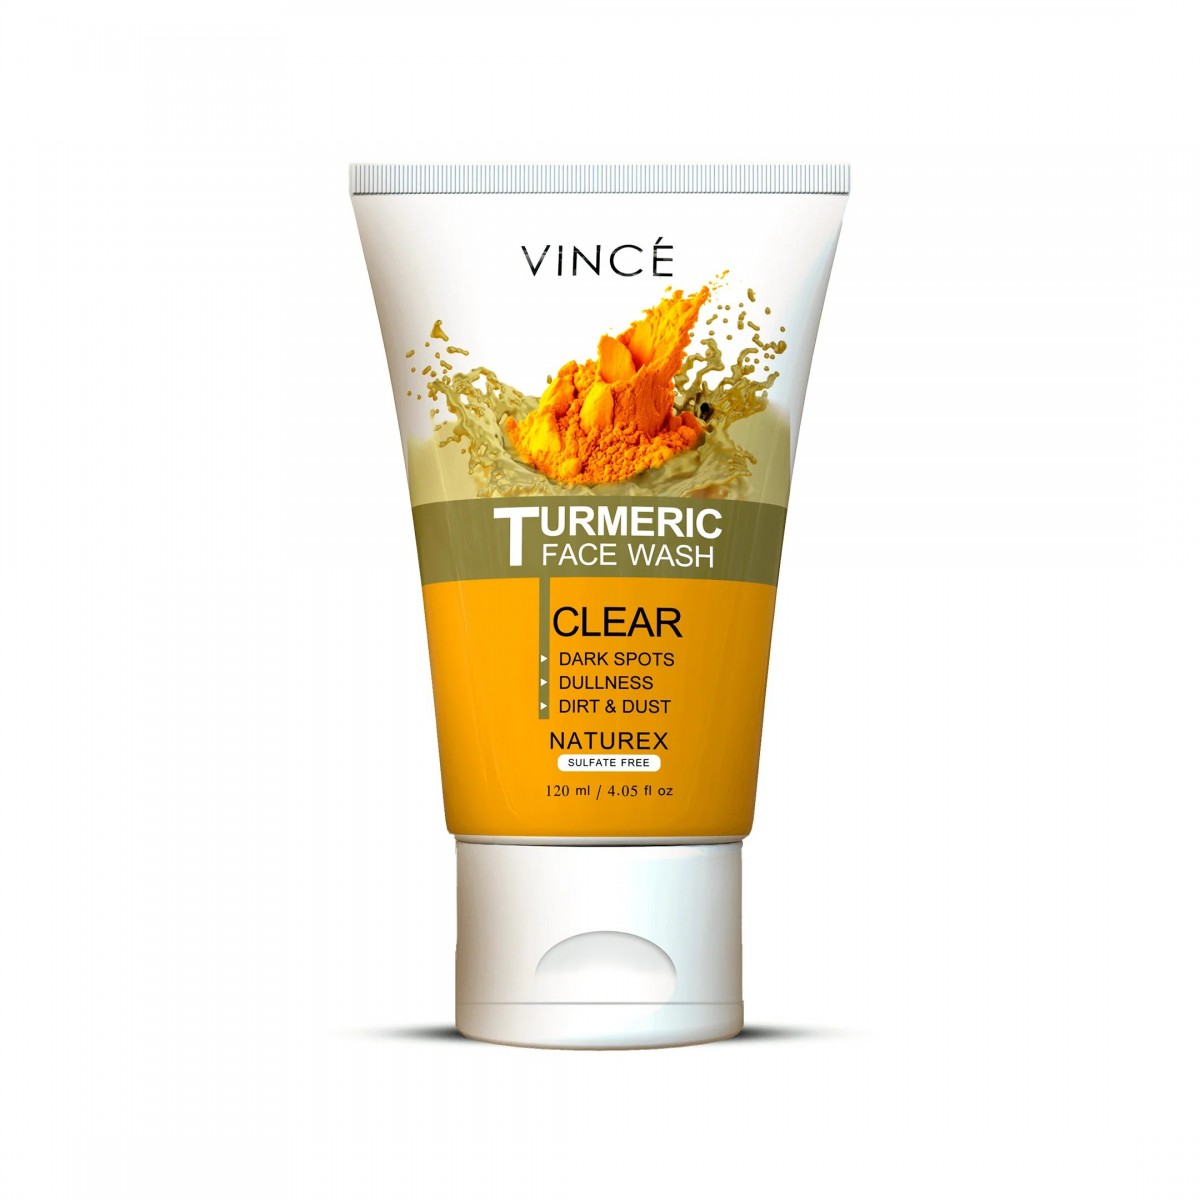 VINCÉ
TURMERIC
FACE WASH
CLEAR
DARK SPOTS
DULLNESS
DIRT & DUST
NATUREX
SULFATE FREE
120 ml / 4.05 fl oz